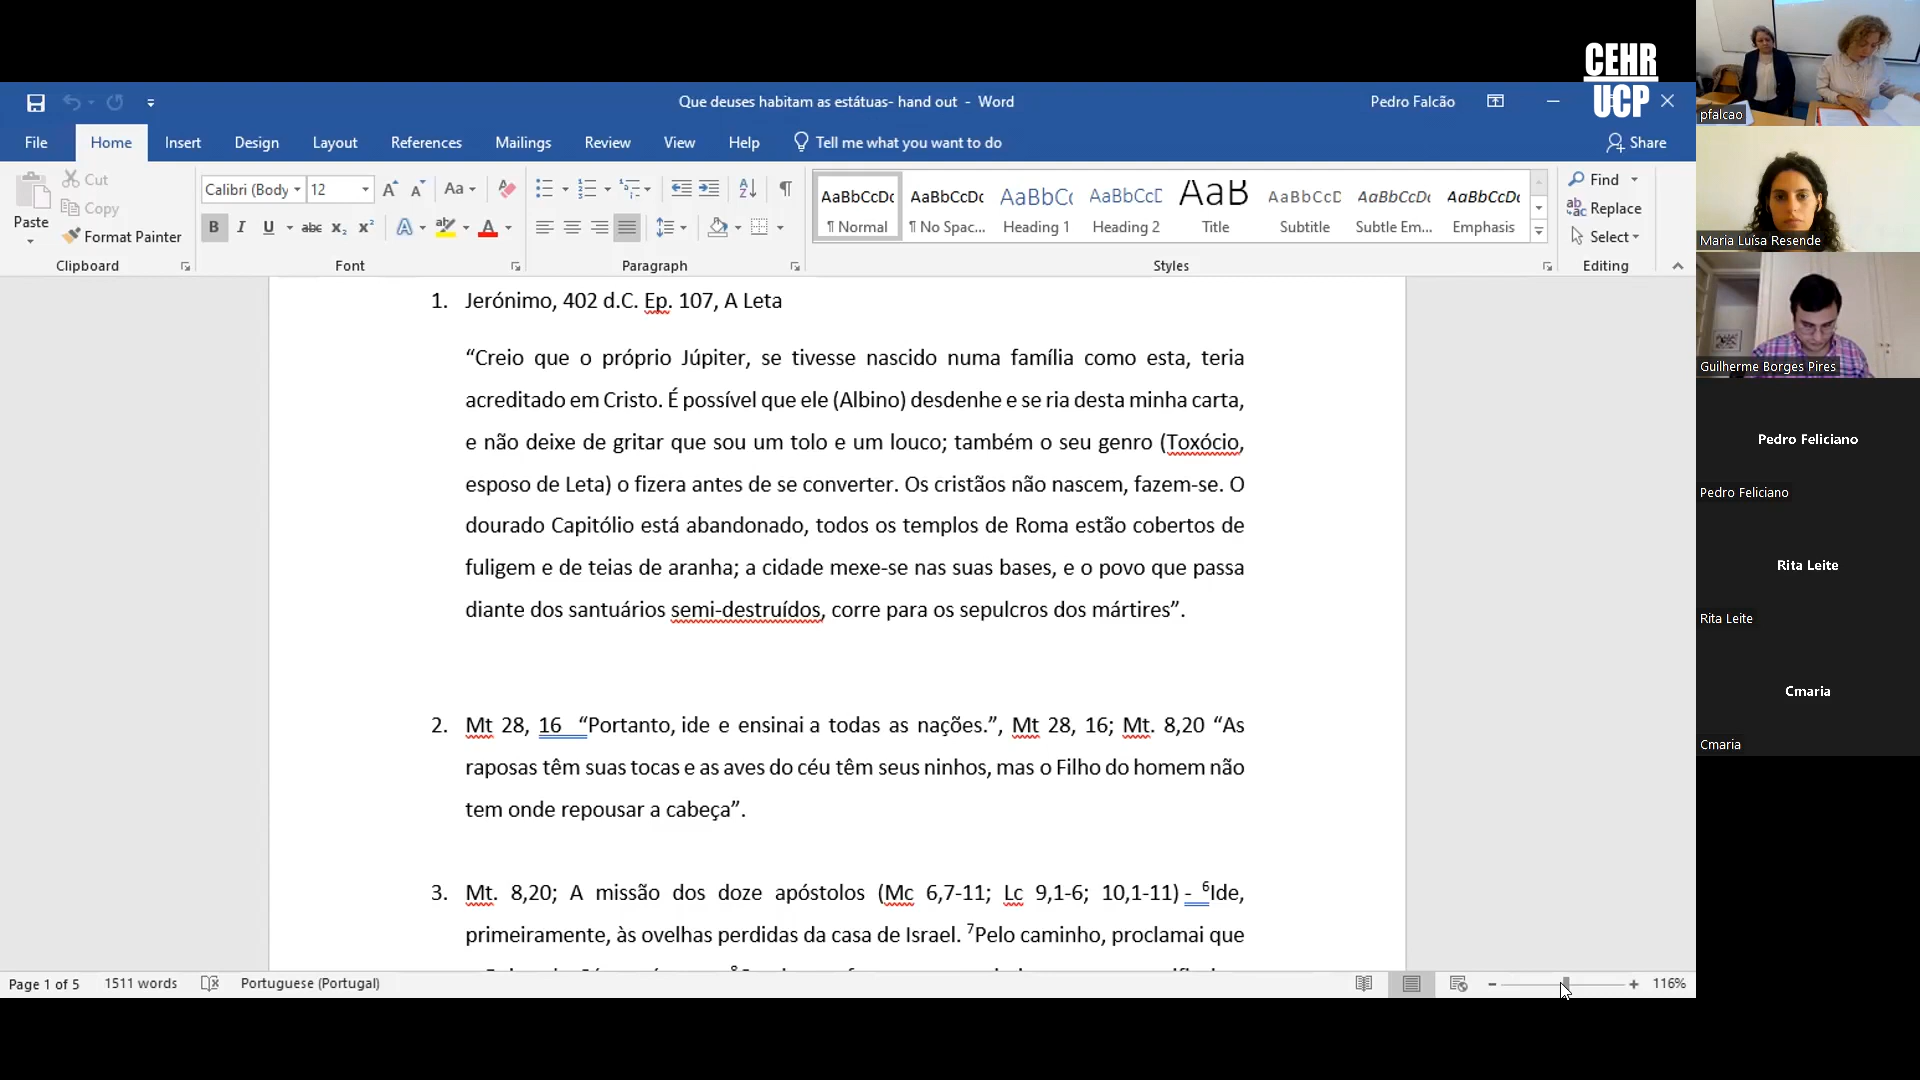 CEHR
UCP
Que deuses habitam as estátuas- hand out - Word
Pedro Falcão
File Home Insert Design Layout References Mailings Review View Help Tell me what you want to do Share
Paste
Cut
Copy
Format Painter
Clipboard
Calibri (Body 12
Aa
B I U abc x₂ x²
A A
Font
Paragraph
AaBbCcDc AaBbCcDc AaBbCc AaBbCcD AaB AaBbCcD AaBbCcDc AaBbCcDc
¶ Normal ¶ No Spac... Heading 1 Heading 2 Title Subtitle Subtle Em... Emphasis
Styles
Find
Replace
Select
Editing
1. Jerónimo, 402 d.C. Ep. 107, A Leta
“Creio que o próprio Júpiter, se tivesse nascido numa família como esta, teria
acreditado em Cristo. É possível que ele (Albino) desdenhe e se ria desta minha carta,
e não deixe de gritar que sou um tolo e um louco; também o seu genro (Toxócio,
esposo de Leta) o fizera antes de se converter. Os cristãos não nascem, fazem-se. O
dourado Capitólio está abandonado, todos os templos de Roma estão cobertos de
fuligem e de teias de aranha; a cidade mexe-se nas suas bases, e o povo que passa
diante dos santuários semi-destruídos, corre para os sepulcros dos mártires”.
2. Mt 28, 16 “Portanto, ide e ensinai a todas as nações.”, Mt 28, 16; Mt. 8,20 “As
raposas têm suas tocas e as aves do céu têm seus ninhos, mas o Filho do homem não
tem onde repousar a cabeça”.
3. Mt. 8,20; A missão dos doze apóstolos (Mc 6,7-11; Lc 9,1-6; 10,1-11) - ⁶Ide,
primeiramente, às ovelhas perdidas da casa de Israel. ⁷Pelo caminho, proclamai que
Page 1 of 5 1511 words Portuguese (Portugal) 116%
pfalcao
Maria Luísa Resende
Guilherme Borges Pires
Pedro Feliciano
Pedro Feliciano
Rita Leite
Rita Leite
Cmaria
Cmaria